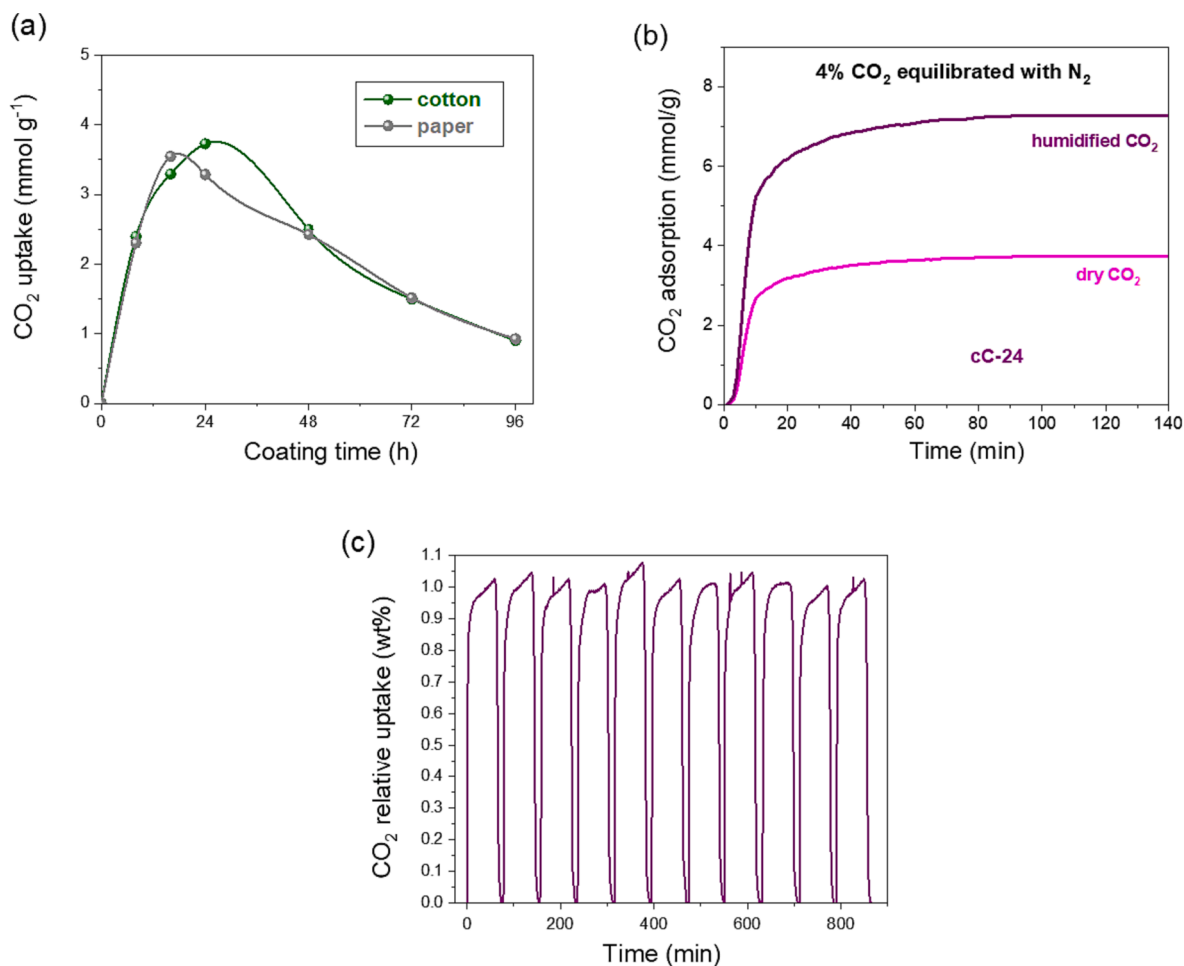 (a)
5
4
3
2
1
0
0
24
48
72
96
CO₂ uptake (mmol g⁻¹)
Coating time (h)
cotton
paper
(b)
8
6
4
2
0
0
20
40
60
80
100
120
140
CO₂ adsorption (mmol/g)
Time (min)
4% CO₂ equilibrated with N₂
humidified CO₂
dry CO₂
cC-24
(c)
1.1
1.0
0.9
0.8
0.7
0.6
0.5
0.4
0.3
0.2
0.1
0.0
0
200
400
600
800
CO₂ relative uptake (wt%)
Time (min)